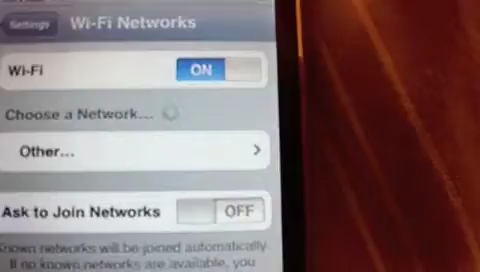 Settings Wi-Fi Networks
Wi-Fi ON
Choose a Network...
Other...
Ask to Join Networks OFF
Known networks will be joined automatically.
If no known networks are available, you